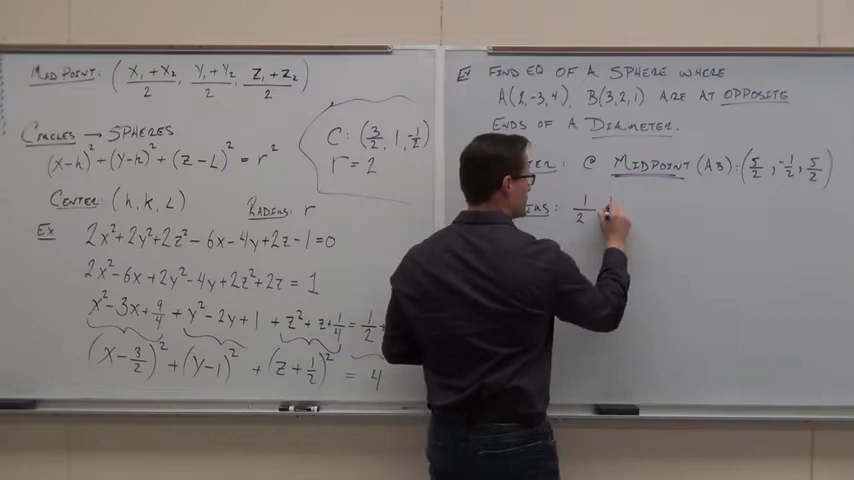 MIDPOINT: (X₁+X₂/2, Y₁+Y₂/2, Z₁+Z₂/2)
CIRCLES → SPHERES
(X-h)² + (Y-k)² + (Z-L)² = r²
CENTER: (h, k, L)
RADIUS: r
EX
2x²+2y²+2z²-6x-4y+2z-1=0
2x²-6x+2y²-4y+2z²+2z = 1
x²-3x+9/4 + y²-2y+1 + z²+z+1/4 = 1/2 +
(X-3/2)² + (Y-1)² + (Z+1/2)² = 4
C: (3/2, 1, -1/2)
r = 2
EX FIND EQ OF A SPHERE WHERE
A(2,-3,4), B(3,2,1) ARE AT OPPOSITE
ENDS OF A DIAMETER.
: @ MIDPOINT (AB): (5/2, -1/2, 5/2)
: 1/2